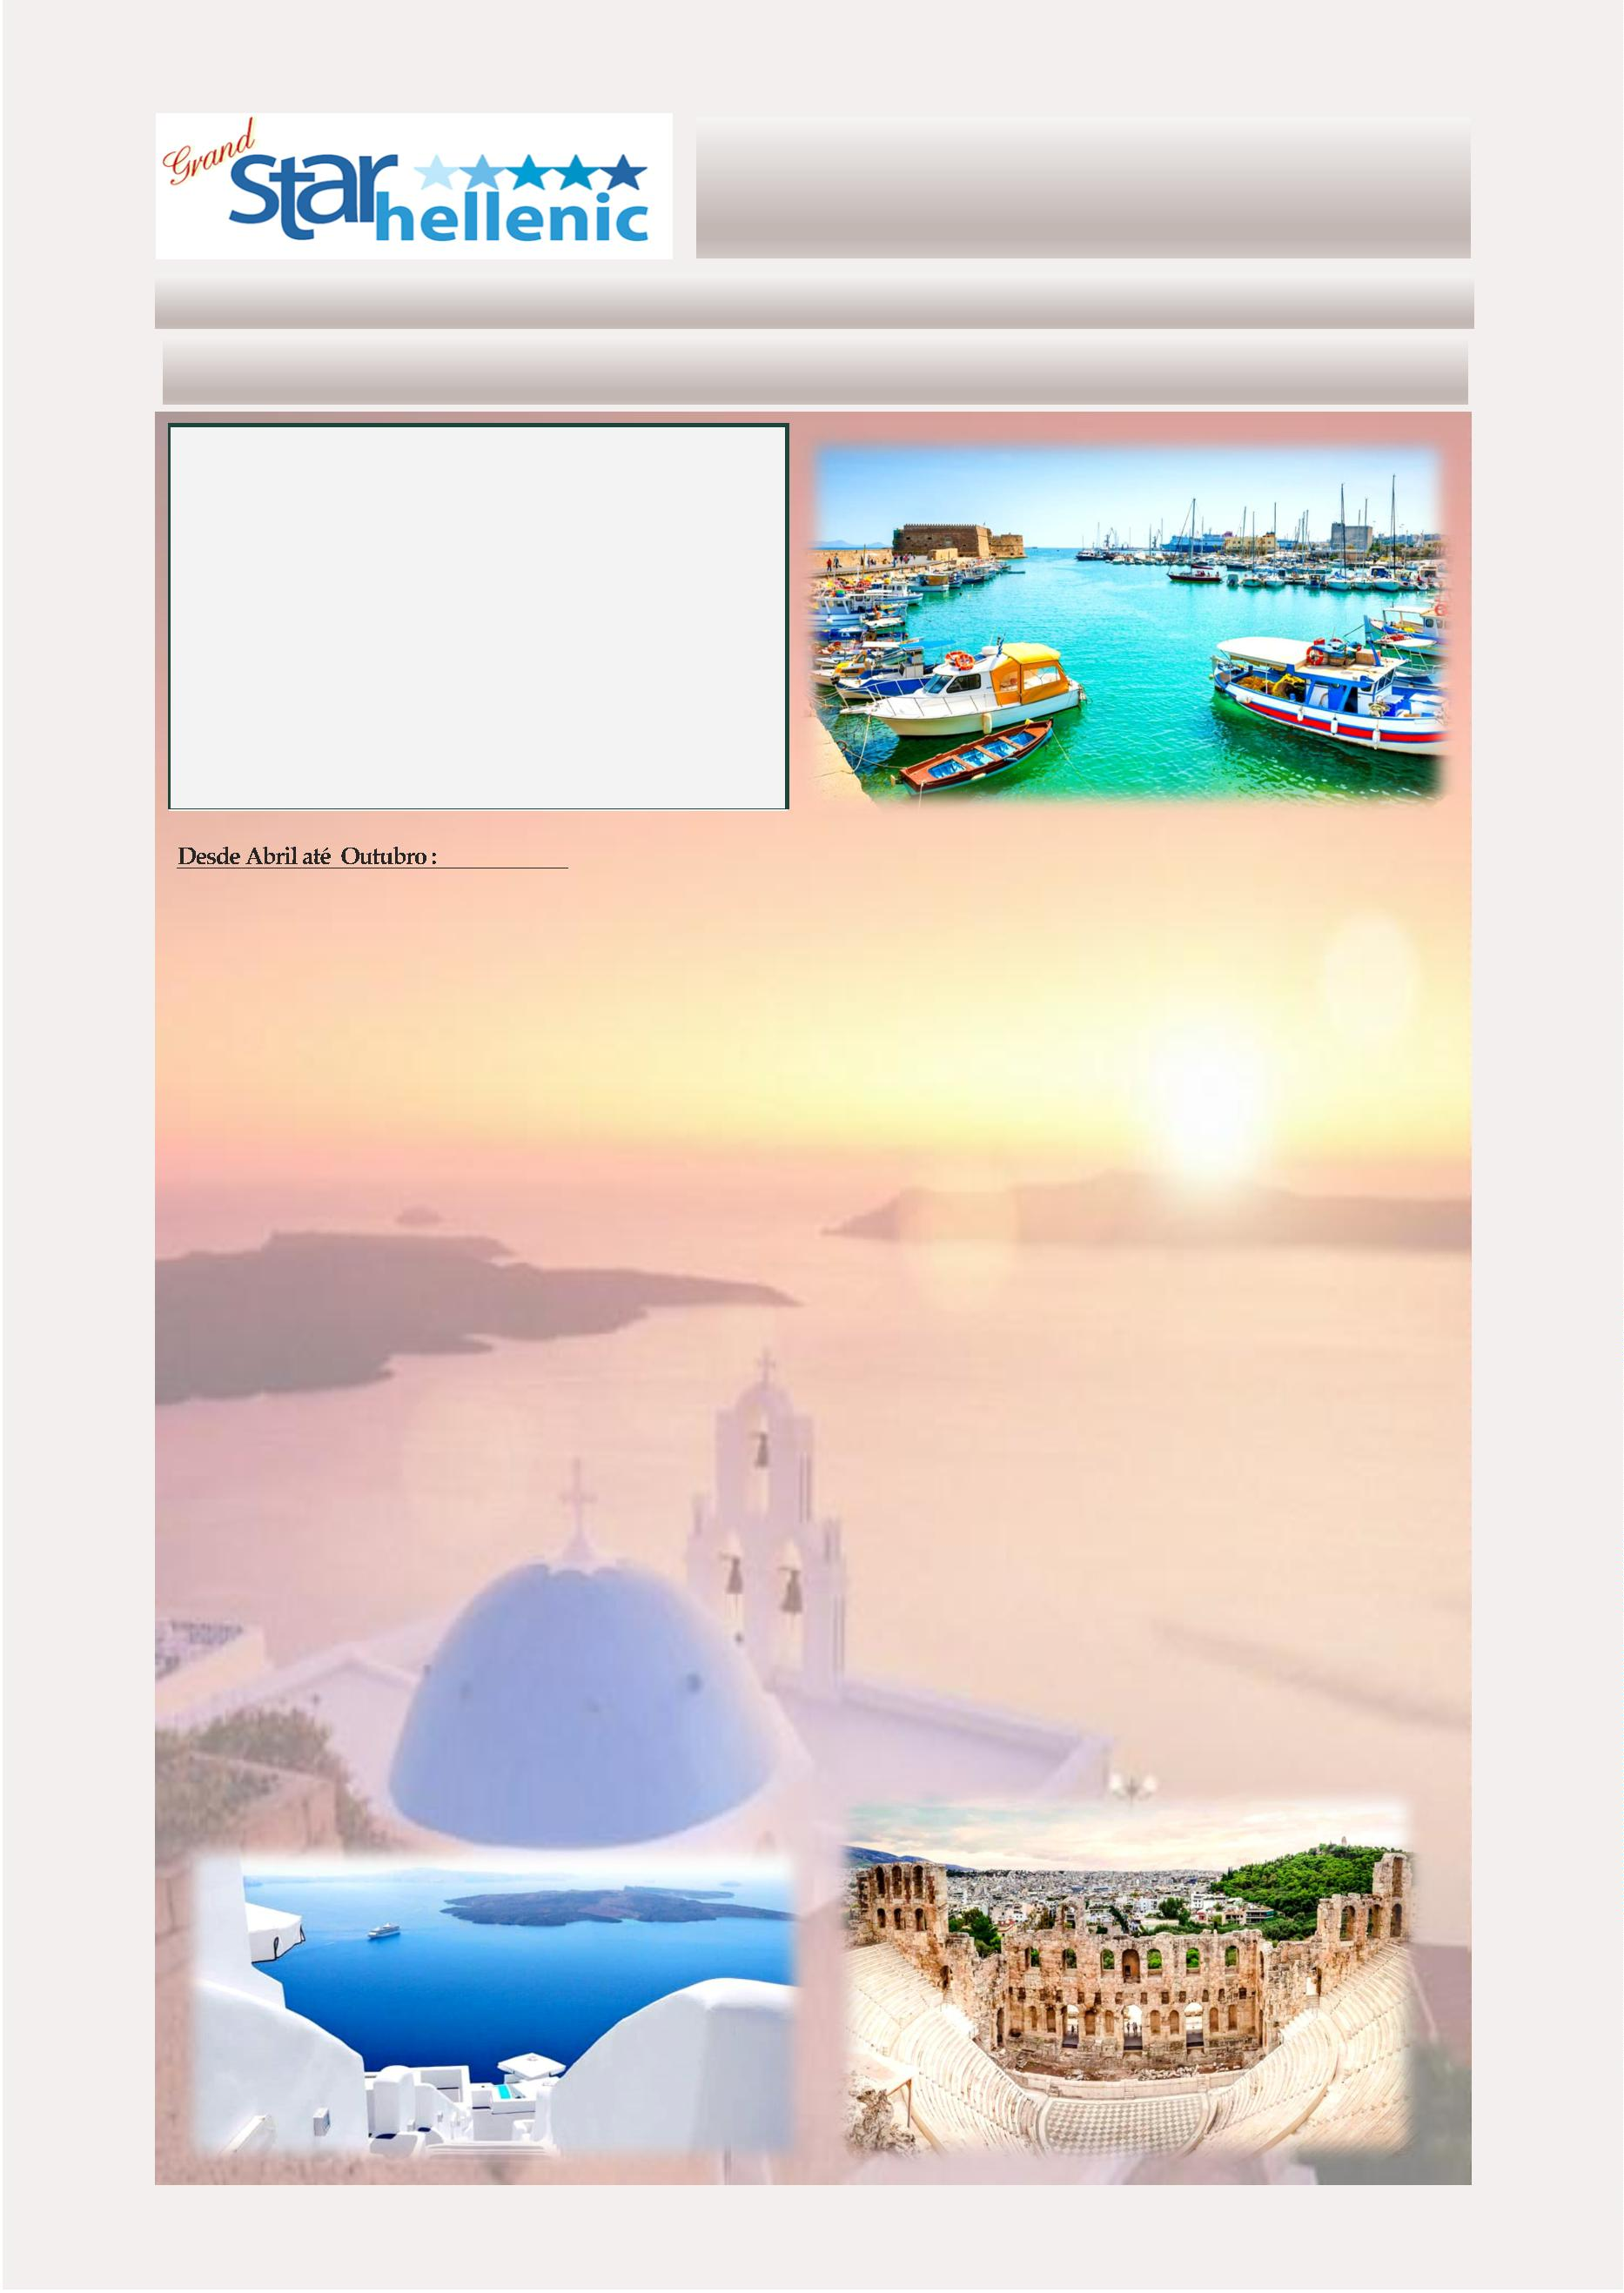 Grand
star
hellenic
Desde Abril até Outubro :